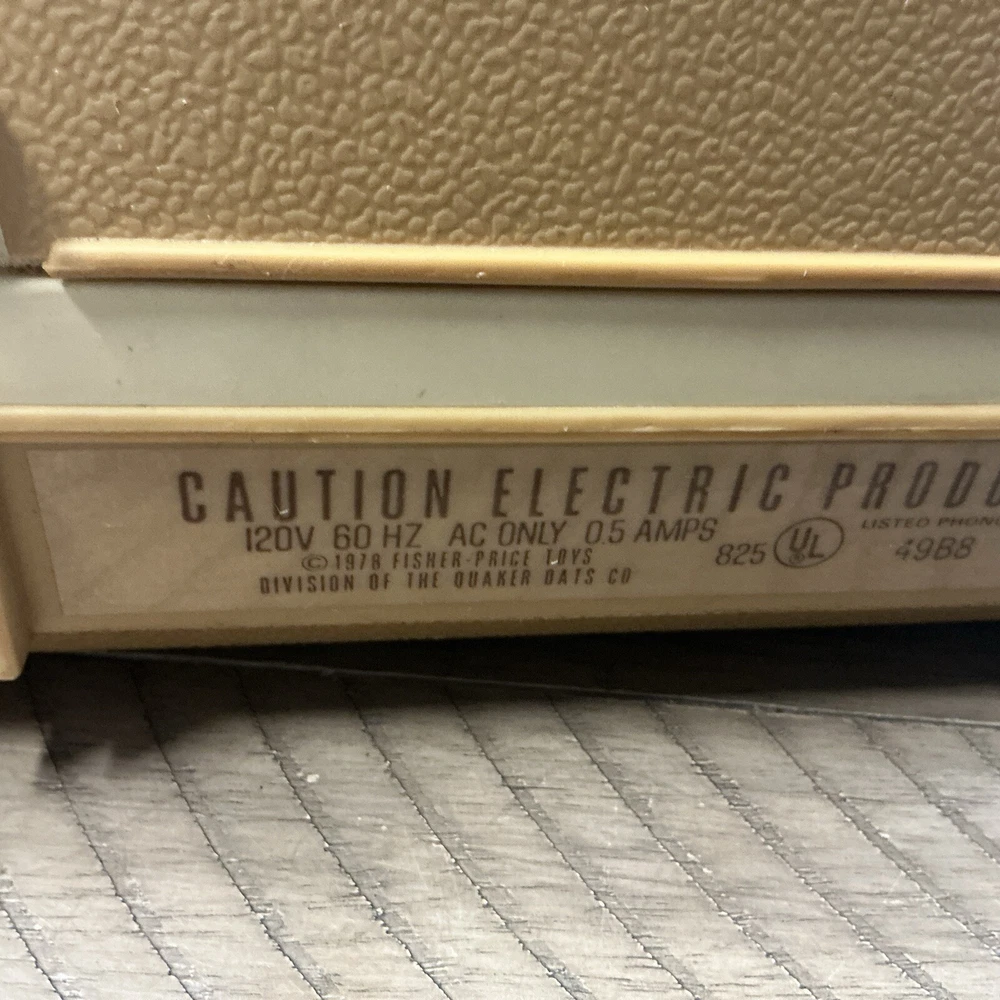 CAUTION ELECTRIC PRODU
120V 60 HZ AC ONLY 0.5 AMPS
© 1978 FISHER-PRICE TOYS
DIVISION OF THE QUAKER OATS CO
825 UL LISTED PHONO
49B8